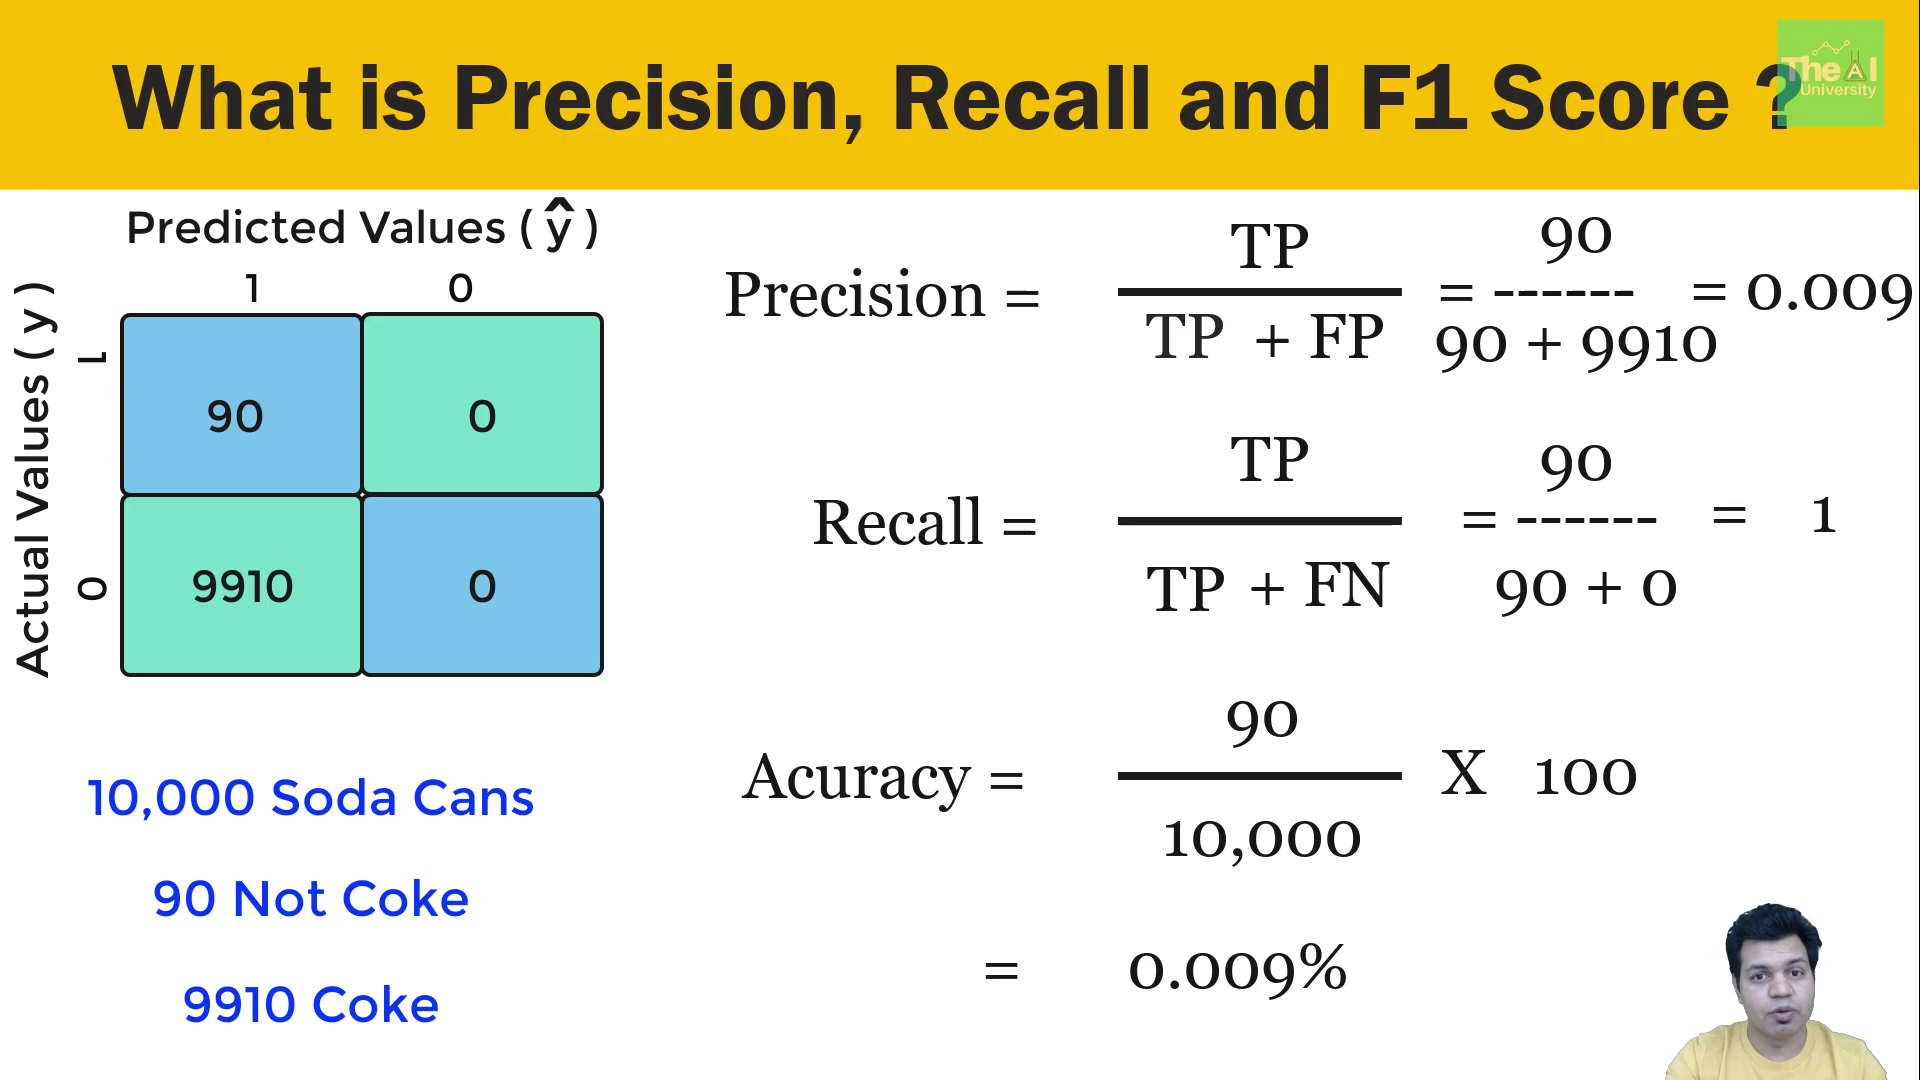 What is Precision, Recall and F1 Score ?
The AI
University
Predicted Values ( ŷ )
1 0
Actual Values ( y )
1
90 0
0
9910 0
10,000 Soda Cans
90 Not Coke
9910 Coke
Precision = TP / TP + FP = 90 ------ 90 + 9910 = 0.009
Recall = TP / TP + FN = 90 ------ 90 + 0 = 1
Acuracy = 90 / 10,000 X 100
= 0.009%